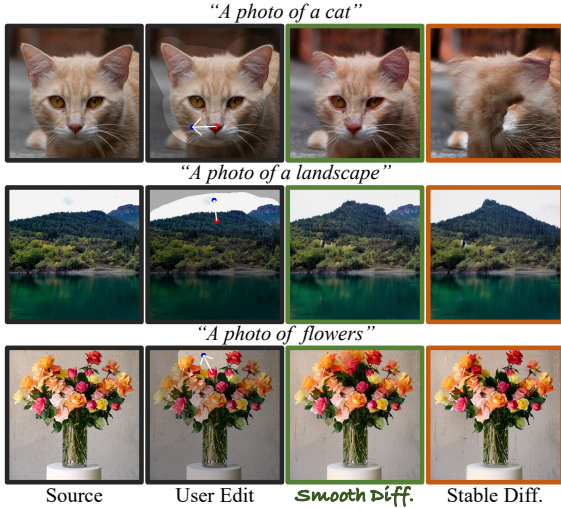 “A photo of a cat”
“A photo of a landscape”
“A photo of flowers”
Source User Edit Smooth Diff. Stable Diff.